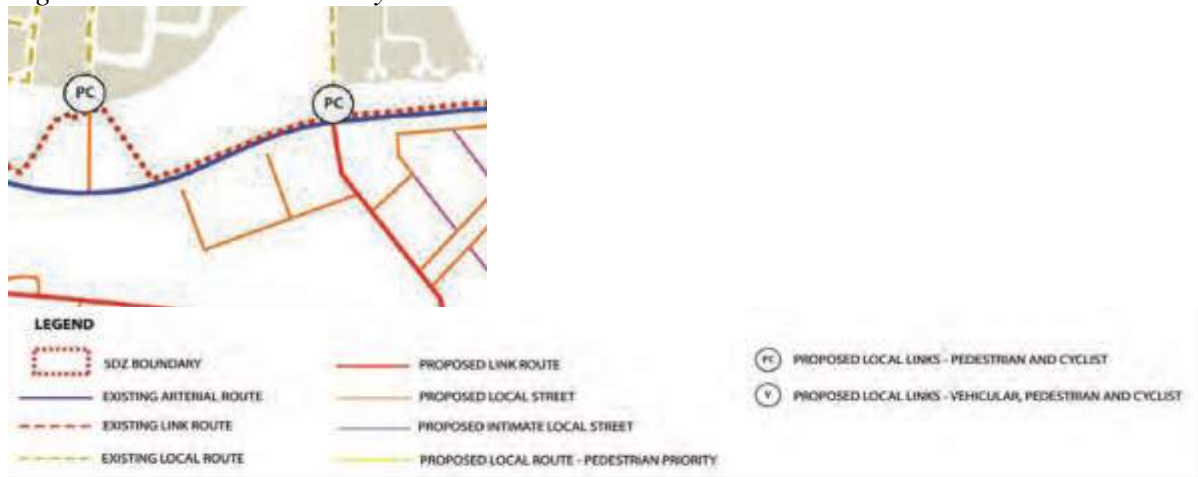 PC
PC
LEGEND
SDZ BOUNDARY
EXISTING ARTERIAL ROUTE
EXISTING LINK ROUTE
EXISTING LOCAL ROUTE
PROPOSED LINK ROUTE
PROPOSED LOCAL STREET
PROPOSED INTIMATE LOCAL STREET
PROPOSED LOCAL ROUTE - PEDESTRIAN PRIORITY
PC PROPOSED LOCAL LINKS - PEDESTRIAN AND CYCLIST
V PROPOSED LOCAL LINKS - VEHICULAR, PEDESTRIAN AND CYCLIST